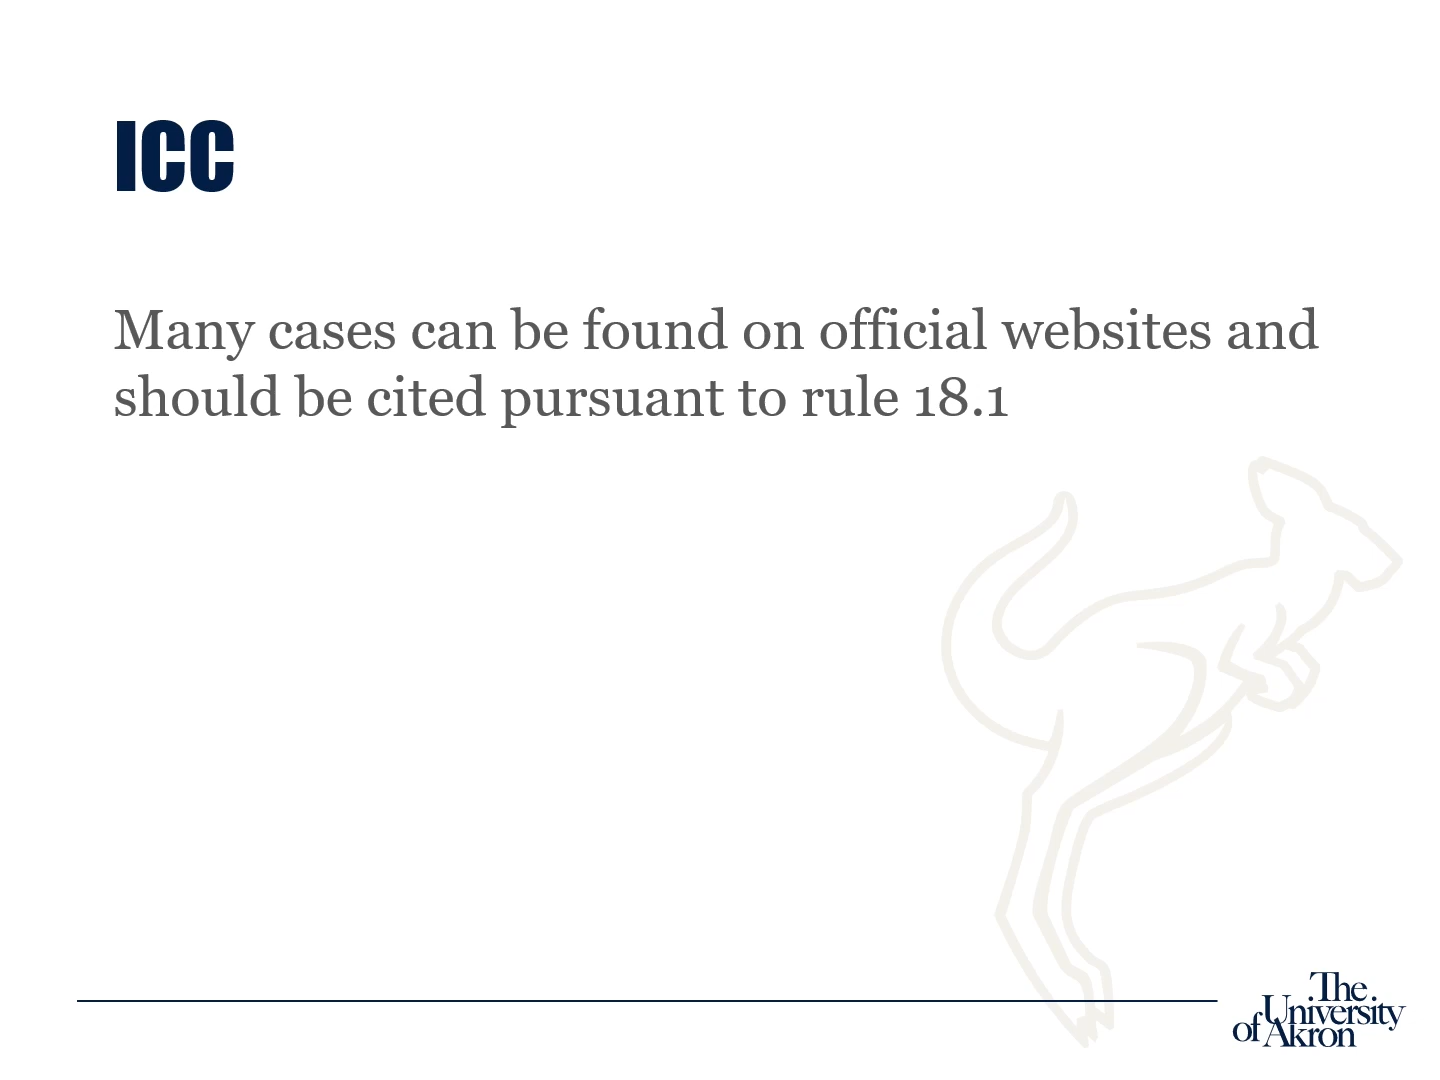 ICC
Many cases can be found on official websites and
should be cited pursuant to rule 18.1
The
University
of Akron